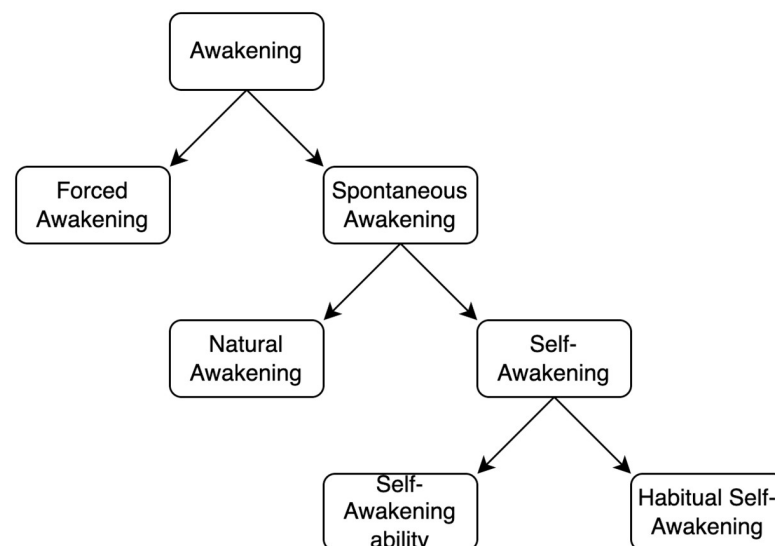 Awakening
Forced
Awakening
Spontaneous
Awakening
Natural
Awakening
Self-
Awakening
Self-
Awakening
ability
Habitual Self-
Awakening